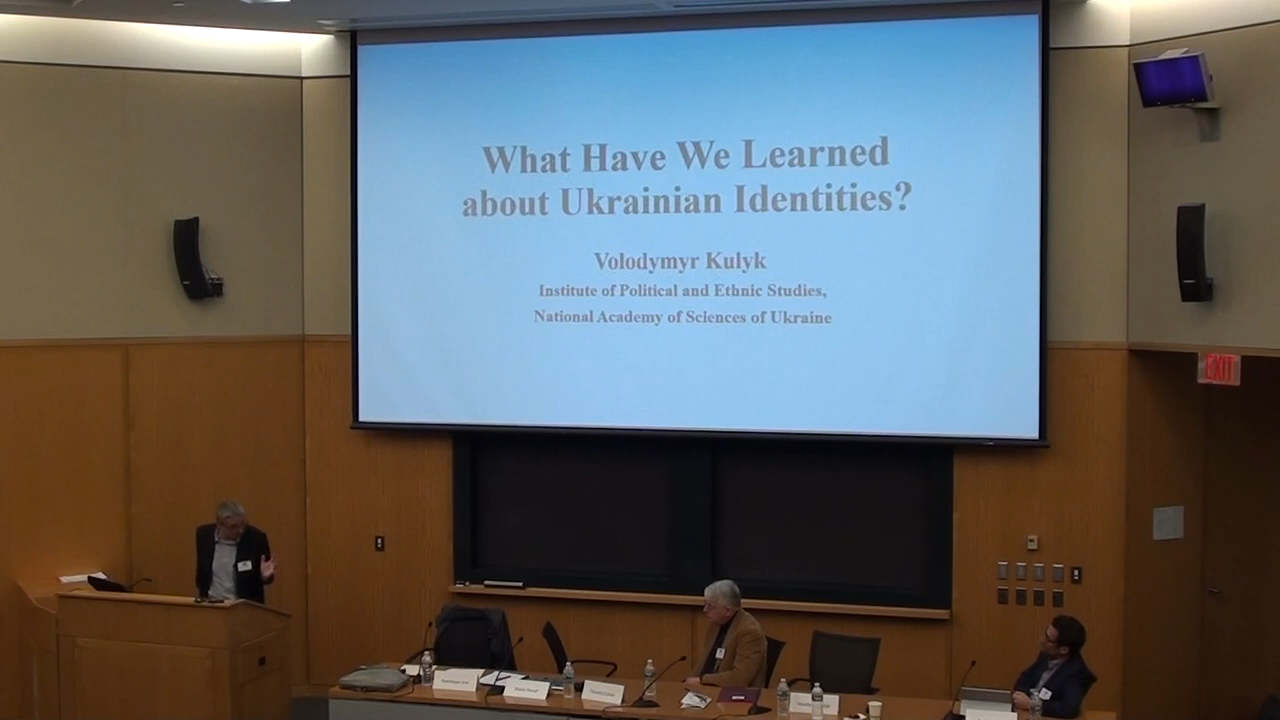 What Have We Learned
about Ukrainian Identities?
Volodymyr Kulyk
Institute of Political and Ethnic Studies,
National Academy of Sciences of Ukraine
EXIT